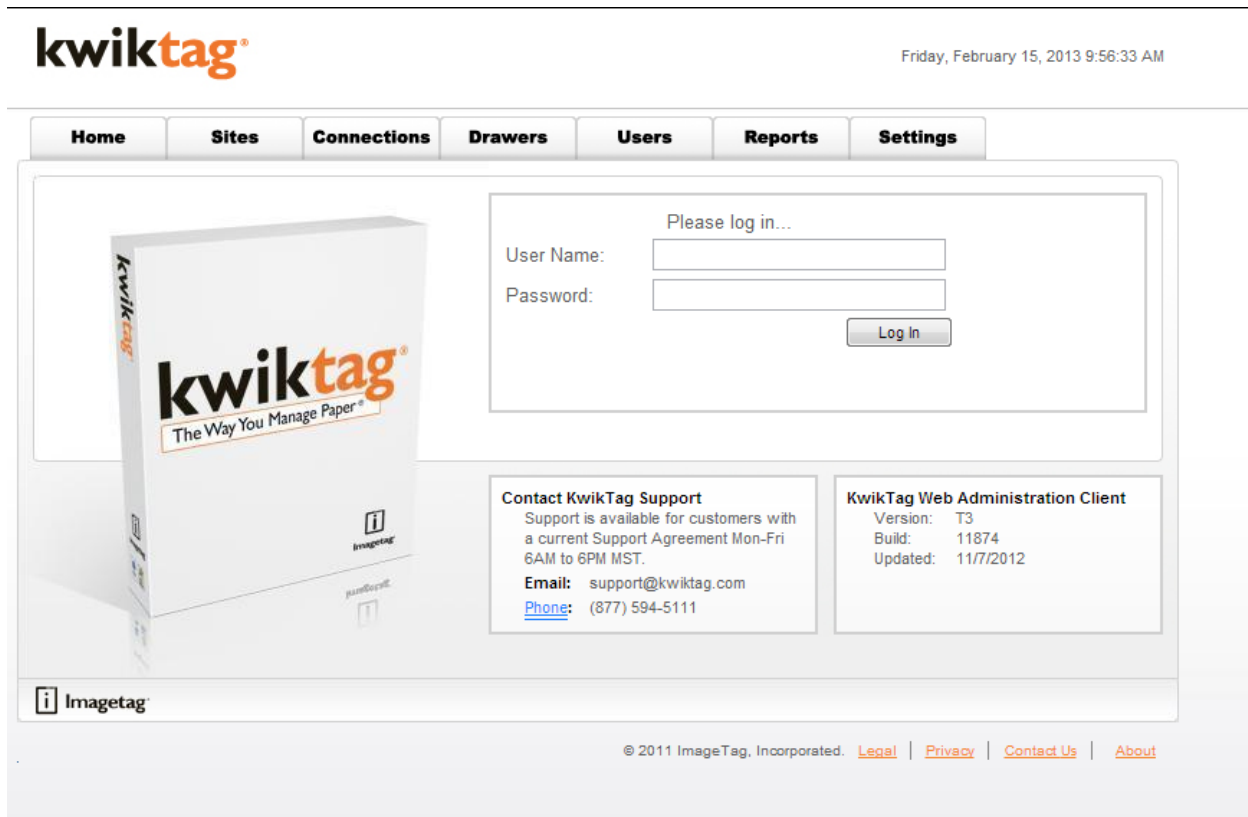 kwiktag®
Friday, February 15, 2013 9:56:33 AM
Home Sites Connections Drawers Users Reports Settings
kwiktag
kwiktag®
The Way You Manage Paper®
Imagetag
Please log in...
User Name:
Password:
Log In
Contact KwikTag Support
Support is available for customers with
a current Support Agreement Mon-Fri
6AM to 6PM MST.
Email: support@kwiktag.com
Phone: (877) 594-5111
KwikTag Web Administration Client
Version: T3
Build: 11874
Updated: 11/7/2012
Imagetag
© 2011 ImageTag, Incorporated. Legal | Privacy | Contact Us | About